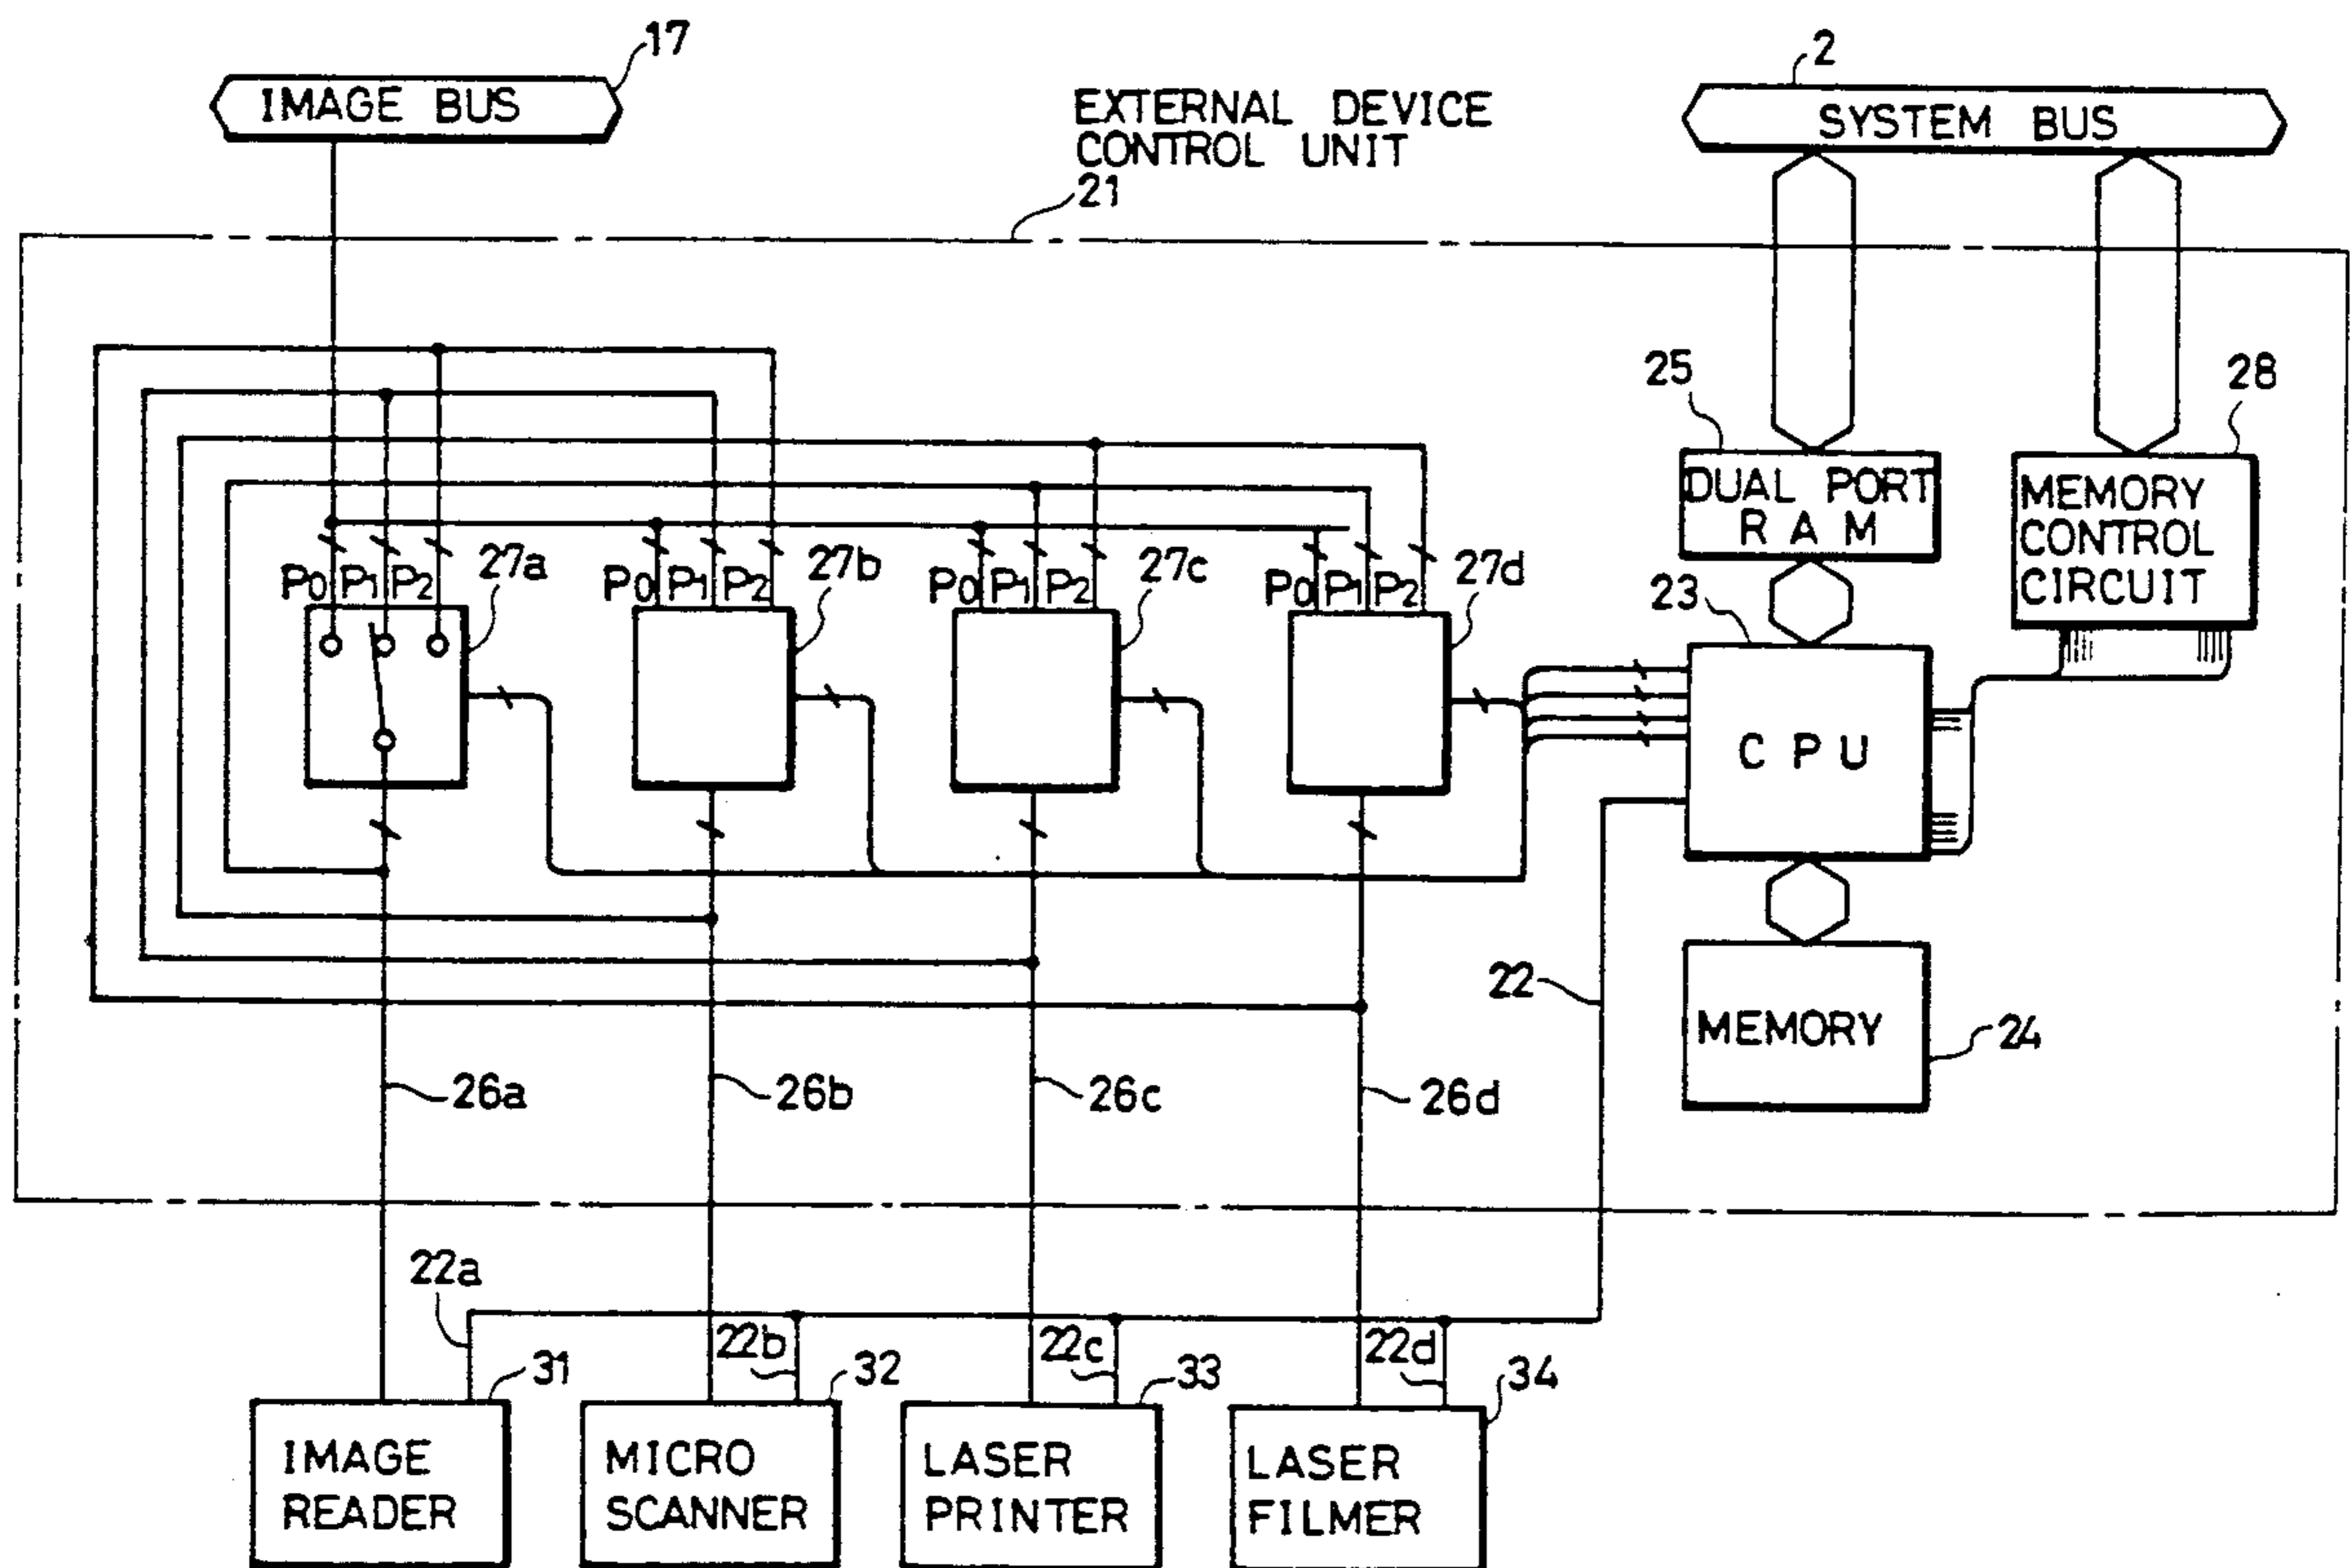 17
IMAGE BUS
2
SYSTEM BUS
EXTERNAL DEVICE
CONTROL UNIT
21
25
28
DUAL PORT
RAM
MEMORY
CONTROL
CIRCUIT
P0 P1 P2 27a
P0 P1 P2 27b
P0 P1 P2 27c
P0 P1 P2 27d
23
CPU
22
MEMORY
24
26a
26b
26c
26d
22a
22b
22c
22d
31
32
33
34
IMAGE
READER
MICRO
SCANNER
LASER
PRINTER
LASER
FILMER